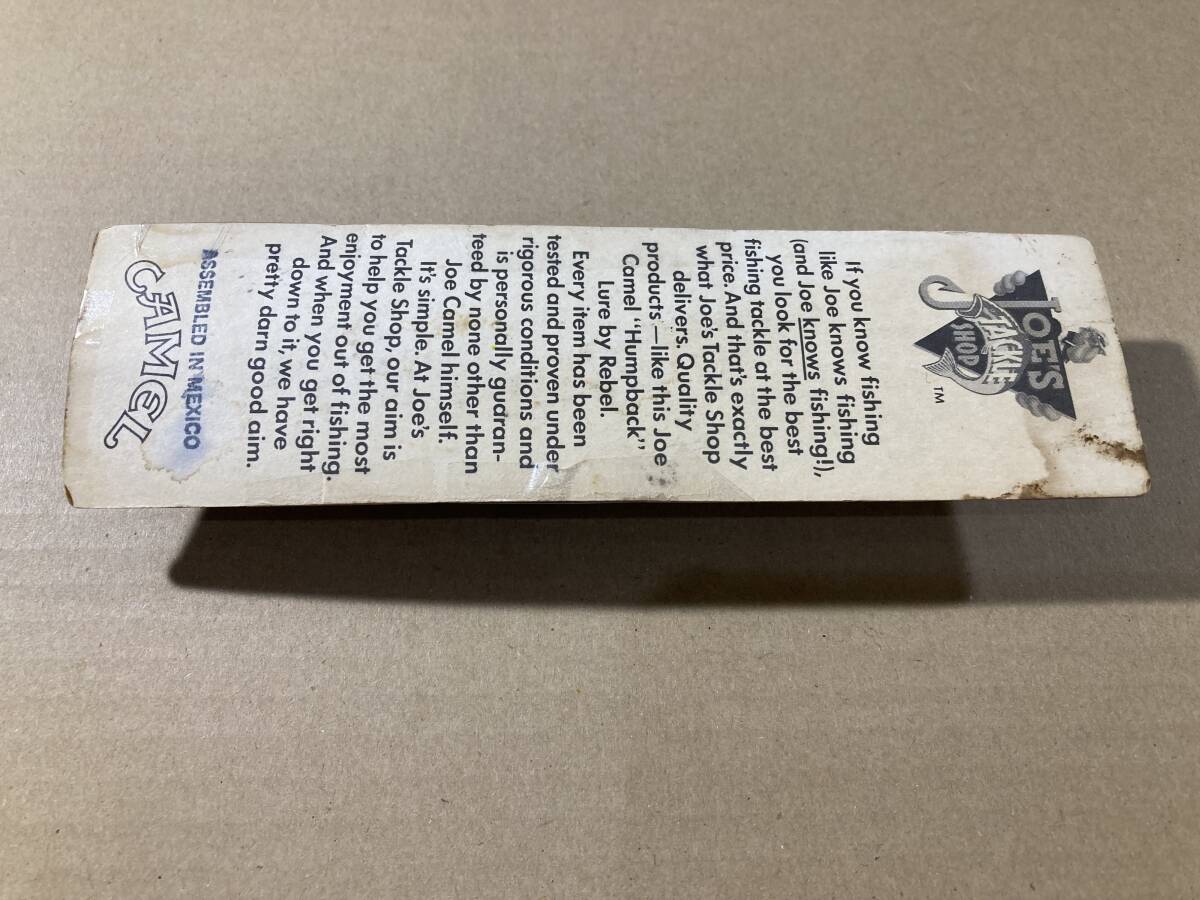 JOE'S
TACKLE
SHOP
TM
If you know fishing
like Joe knows fishing
(and Joe knows fishing!),
you look for the best
fishing tackle at the best
price. And that's exactly
what Joe's Tackle Shop
delivers. Quality
products—like this Joe
Camel "Humpback"
Lure by Rebel.
Every item has been
tested and proven under
rigorous conditions and
is personally guaran-
teed by none other than
Joe Camel himself.
It's simple. At Joe's
Tackle Shop, our aim is
to help you get the most
enjoyment out of fishing.
And when you get right
down to it, we have
pretty darn good aim.
ASSEMBLED IN MEXICO
CAMEL